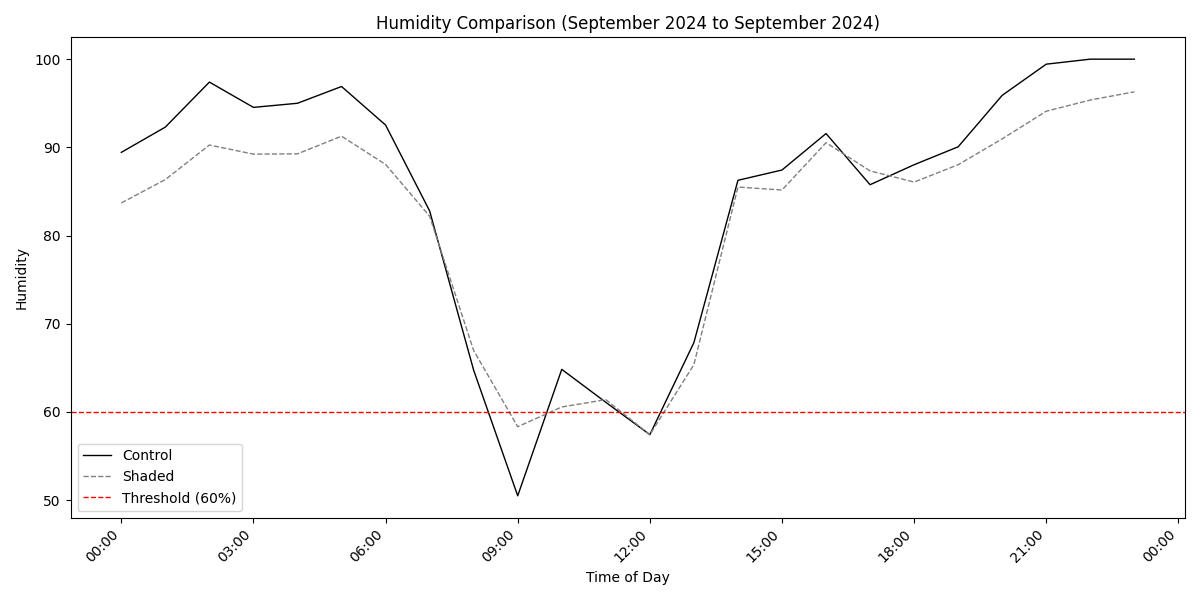 Humidity Comparison (September 2024 to September 2024)
Humidity
100
90
80
70
60
50
Control
Shaded
Threshold (60%)
00:00
03:00
06:00
09:00
12:00
15:00
18:00
21:00
00:00
Time of Day